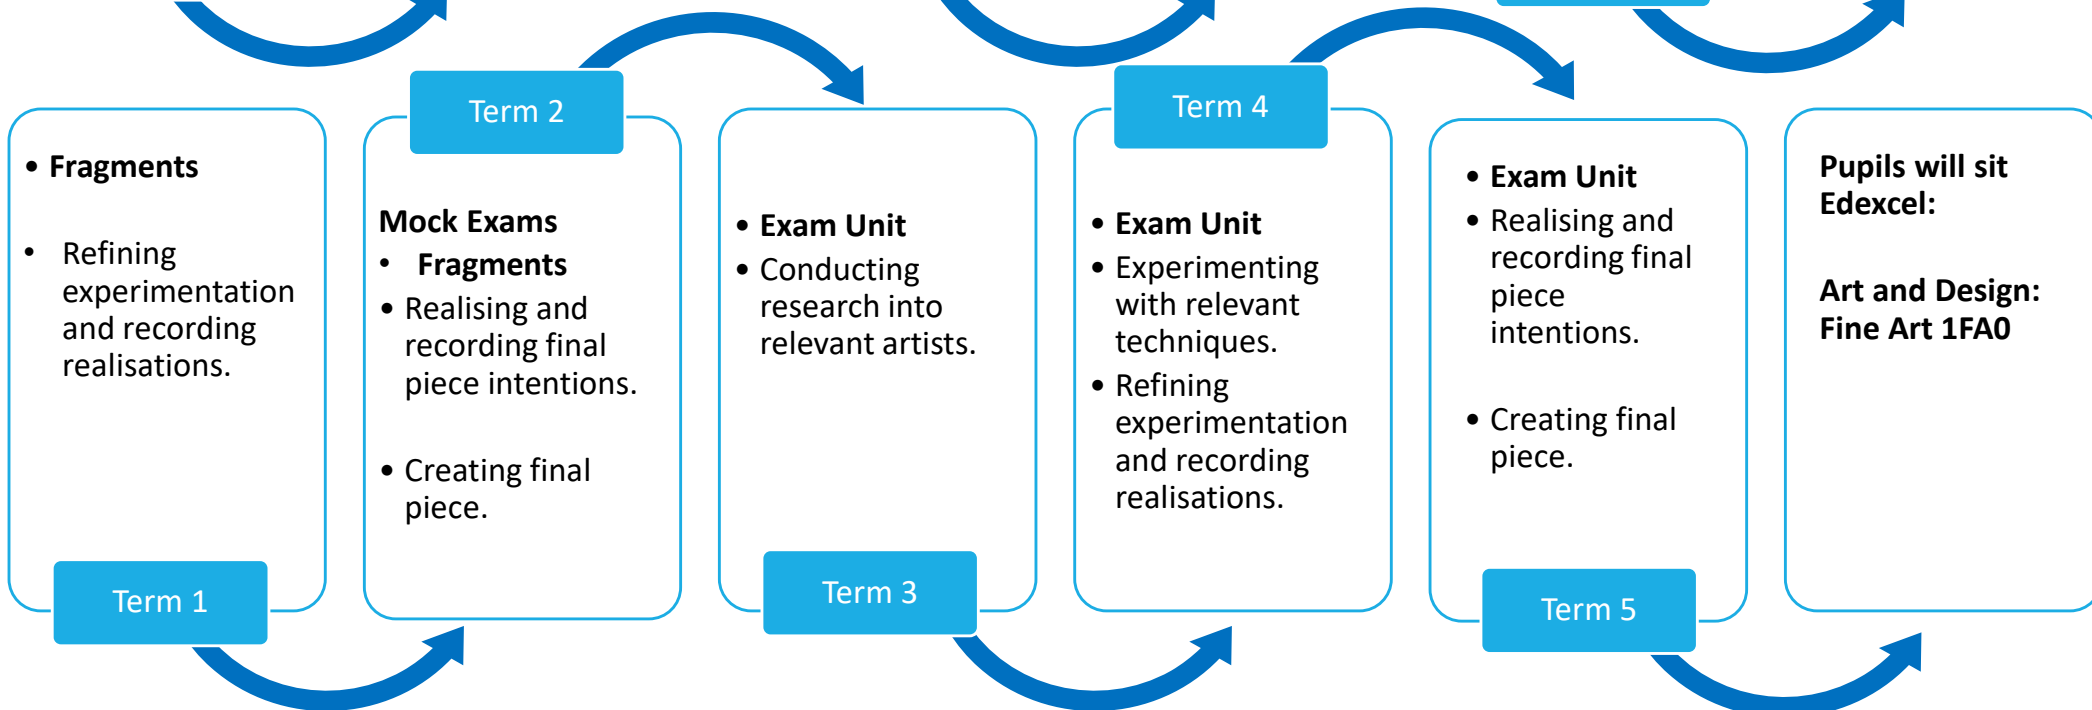 • Fragments
• Refining
experimentation
and recording
realisations.
Term 1
Term 2
Mock Exams
• Fragments
• Realising and
recording final
piece intentions.
• Creating final
piece.
• Exam Unit
• Conducting
research into
relevant artists.
Term 3
Term 4
• Exam Unit
• Experimenting
with relevant
techniques.
• Refining
experimentation
and recording
realisations.
• Exam Unit
• Realising and
recording final
piece
intentions.
• Creating final
piece.
Term 5
Pupils will sit
Edexcel:
Art and Design:
Fine Art 1FA0